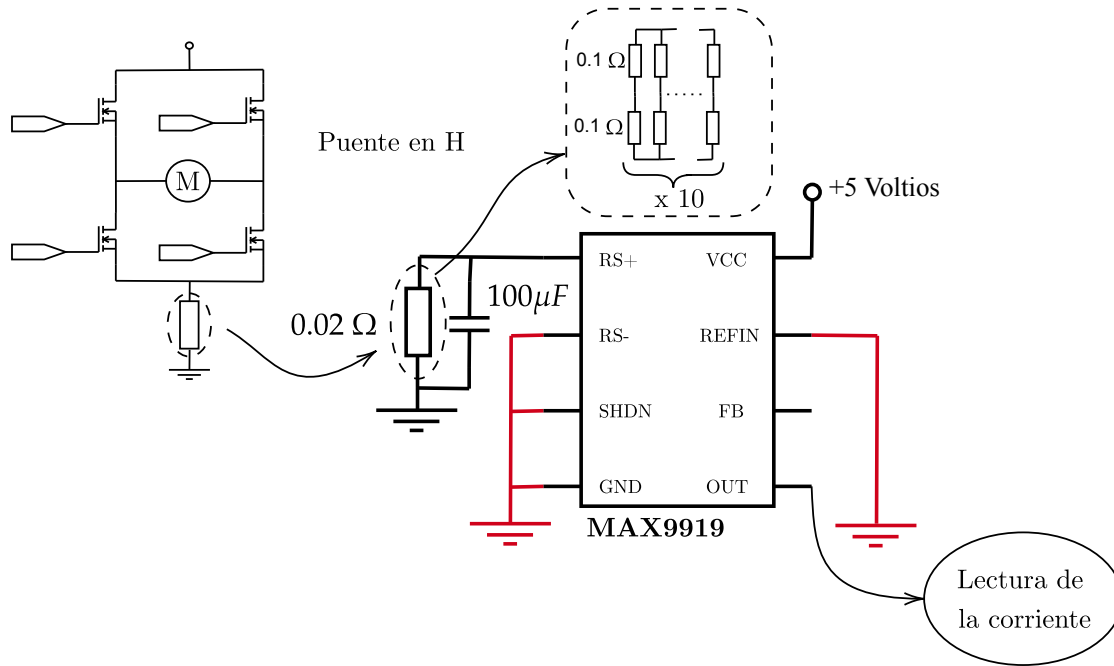 0.1 Ω
0.1 Ω
x 10
Puente en H
M
+5 Voltios
0.02 Ω
100μF
RS+
VCC
RS-
REFIN
SHDN
FB
GND
OUT
MAX9919
Lectura de
la corriente